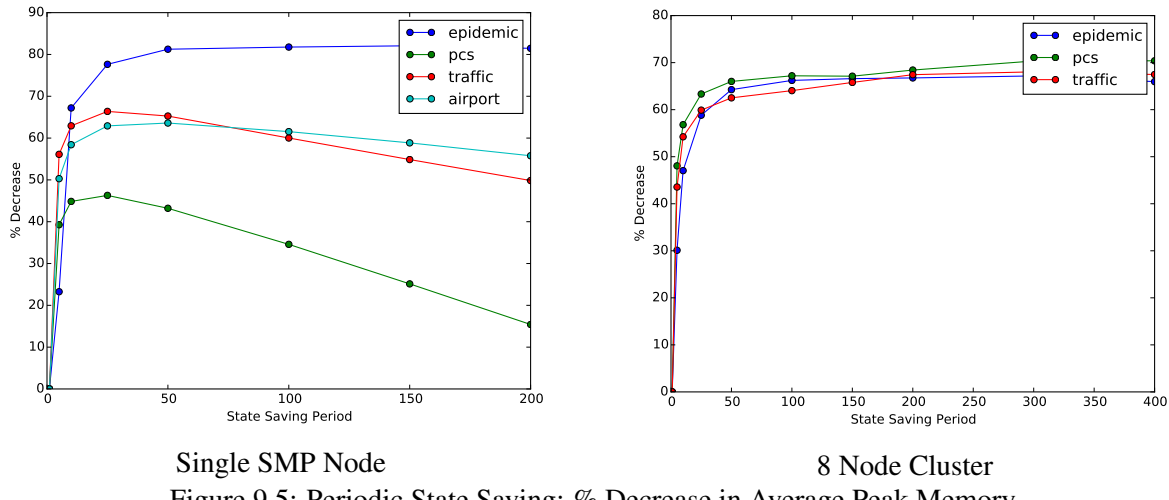 90
80
70
60
50
40
30
20
10
0
% Decrease
0 50 100 150 200
State Saving Period
epidemic
pcs
traffic
airport
80
70
60
50
40
30
20
10
0
% Decrease
0 50 100 150 200 250 300 350 400
State Saving Period
epidemic
pcs
traffic
Single SMP Node
8 Node Cluster
Figure 9.5: Periodic State Saving: % Decrease in Average Peak Memory